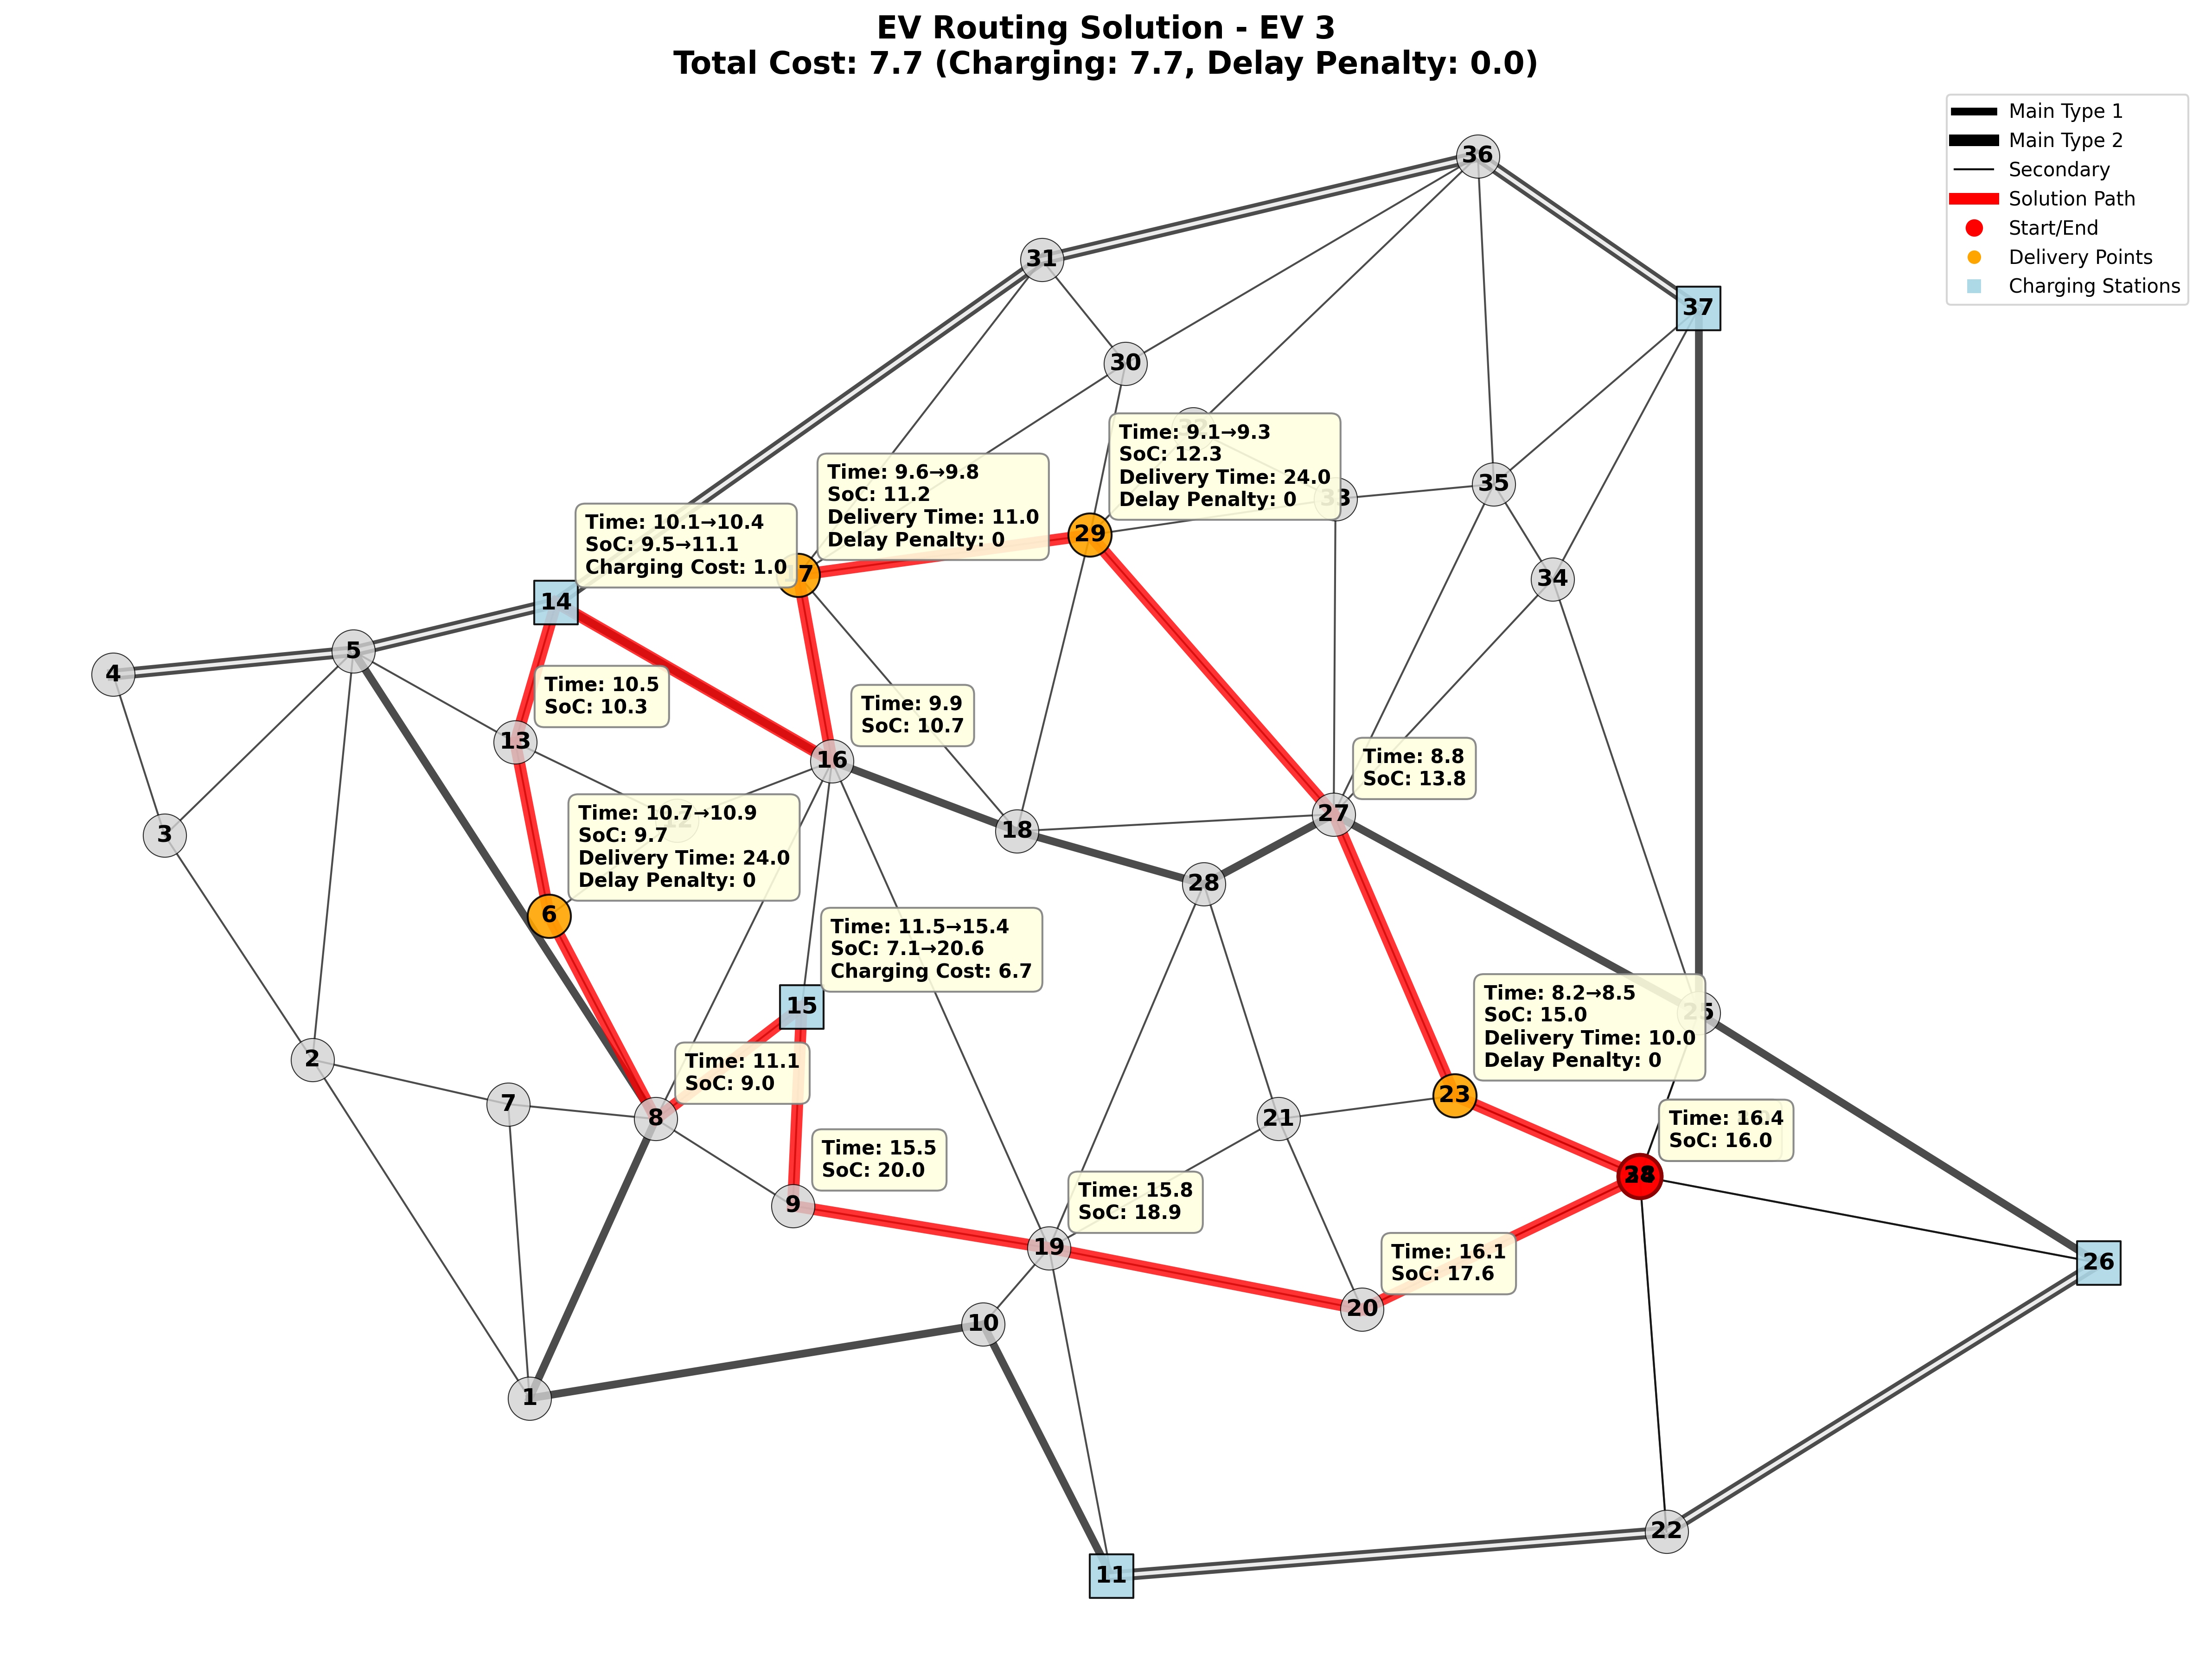 EV Routing Solution - EV 3
Total Cost: 7.7 (Charging: 7.7, Delay Penalty: 0.0)
Main Type 1
Main Type 2
Secondary
Solution Path
Start/End
Delivery Points
Charging Stations
36
31
37
30
Time: 9.1→9.3
SoC: 12.3
Delivery Time: 24.0
Delay Penalty: 0
Time: 9.6→9.8
SoC: 11.2
Delivery Time: 11.0
Delay Penalty: 0
35
33
Time: 10.1→10.4
SoC: 9.5→11.1
Charging Cost: 1.0
29
17
34
14
5
4
Time: 10.5
SoC: 10.3
Time: 9.9
SoC: 10.7
13
16
Time: 8.8
SoC: 13.8
27
18
3
Time: 10.7→10.9
SoC: 9.7
Delivery Time: 24.0
Delay Penalty: 0
28
6
Time: 11.5→15.4
SoC: 7.1→20.6
Charging Cost: 6.7
15
Time: 8.2→8.5
SoC: 15.0
Delivery Time: 10.0
Delay Penalty: 0
25
2
Time: 11.1
SoC: 9.0
23
7
8
21
Time: 16.4
SoC: 16.0
Time: 15.5
SoC: 20.0
9
Time: 15.8
SoC: 18.9
19
Time: 16.1
SoC: 17.6
26
20
10
1
22
11